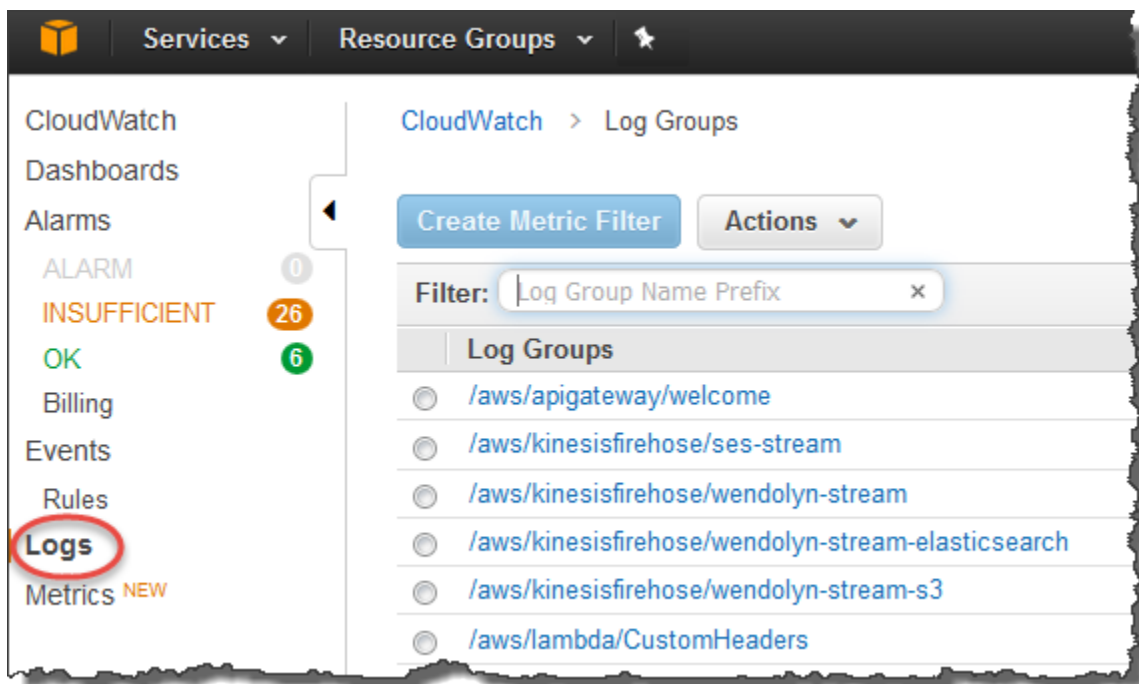 Services Resource Groups
CloudWatch
Dashboards
Alarms
ALARM 0
INSUFFICIENT 26
OK 6
Billing
Events
Rules
Logs
Metrics NEW
CloudWatch > Log Groups
Create Metric Filter Actions
Filter: Log Group Name Prefix ×
Log Groups
/aws/apigateway/welcome
/aws/kinesisfirehose/ses-stream
/aws/kinesisfirehose/wendolyn-stream
/aws/kinesisfirehose/wendolyn-stream-elasticsearch
/aws/kinesisfirehose/wendolyn-stream-s3
/aws/lambda/CustomHeaders